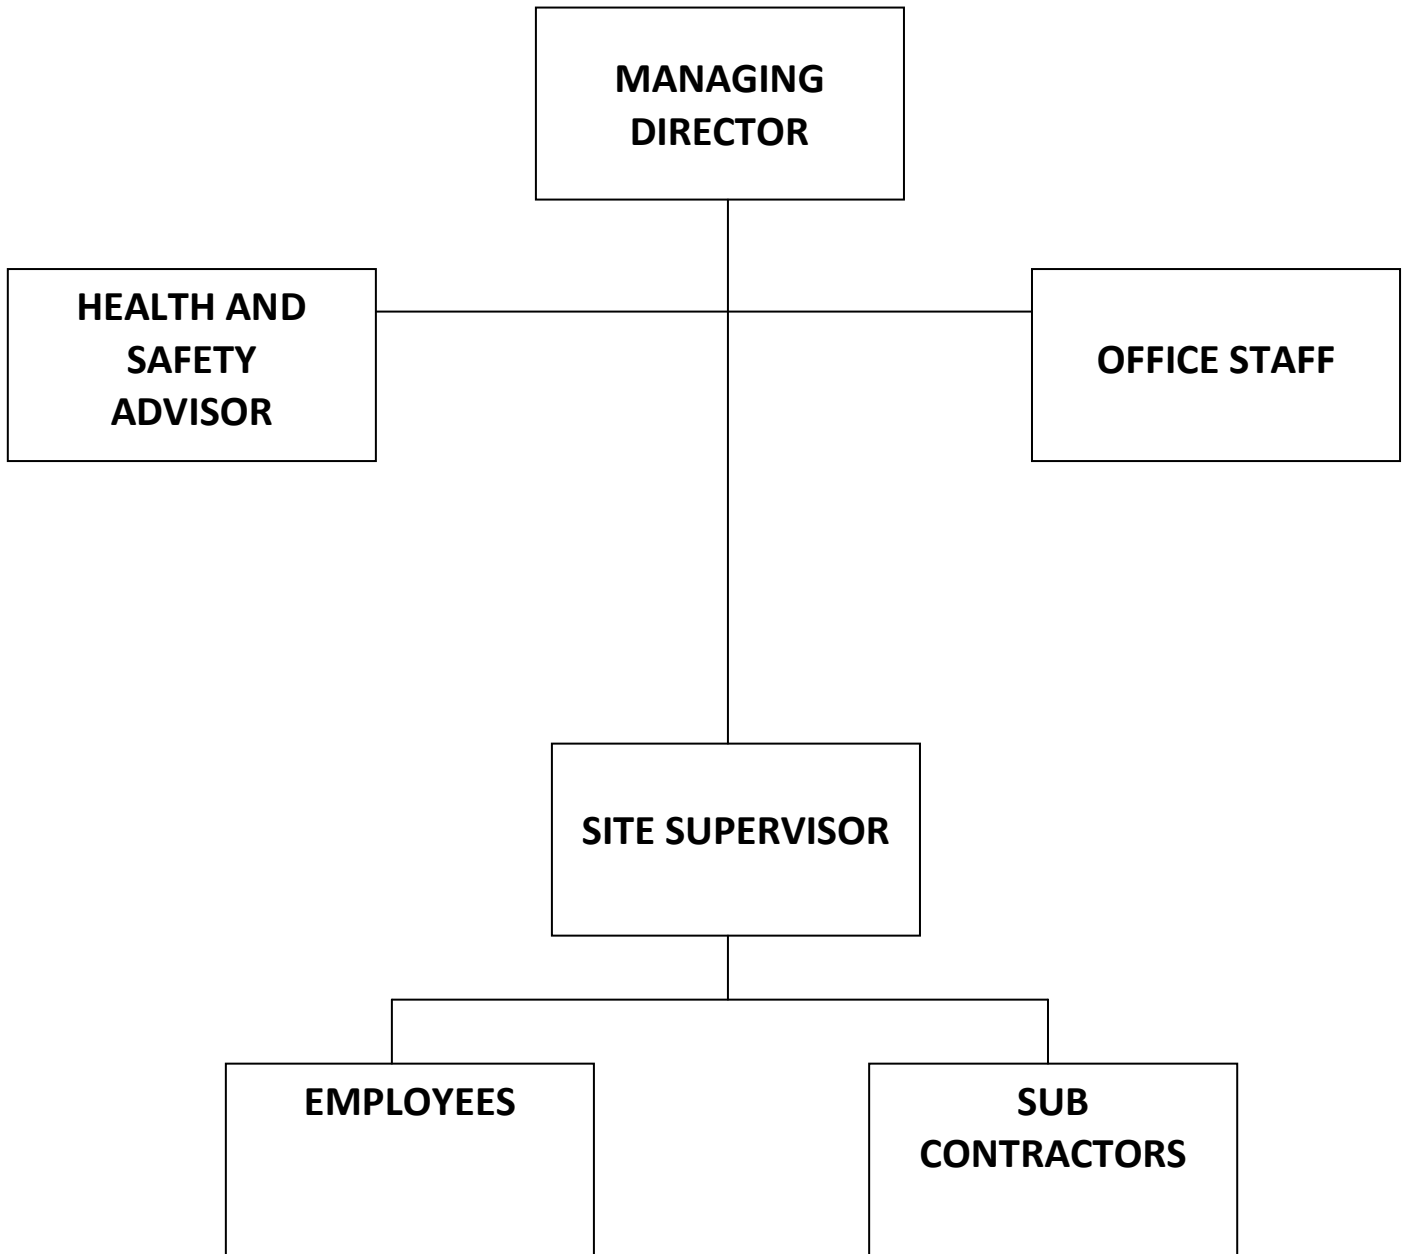 MANAGING
DIRECTOR
HEALTH AND
SAFETY
ADVISOR
OFFICE STAFF
SITE SUPERVISOR
EMPLOYEES
SUB
CONTRACTORS